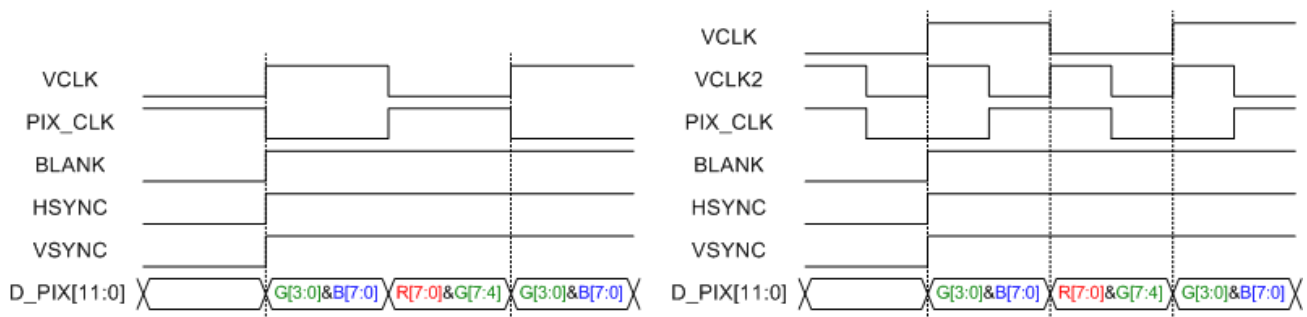 VCLK
PIX_CLK
BLANK
HSYNC
VSYNC
D_PIX[11:0] G[3:0]&B[7:0] R[7:0]&G[7:4] G[3:0]&B[7:0]
VCLK
VCLK2
PIX_CLK
BLANK
HSYNC
VSYNC
D_PIX[11:0] G[3:0]&B[7:0] R[7:0]&G[7:4] G[3:0]&B[7:0]